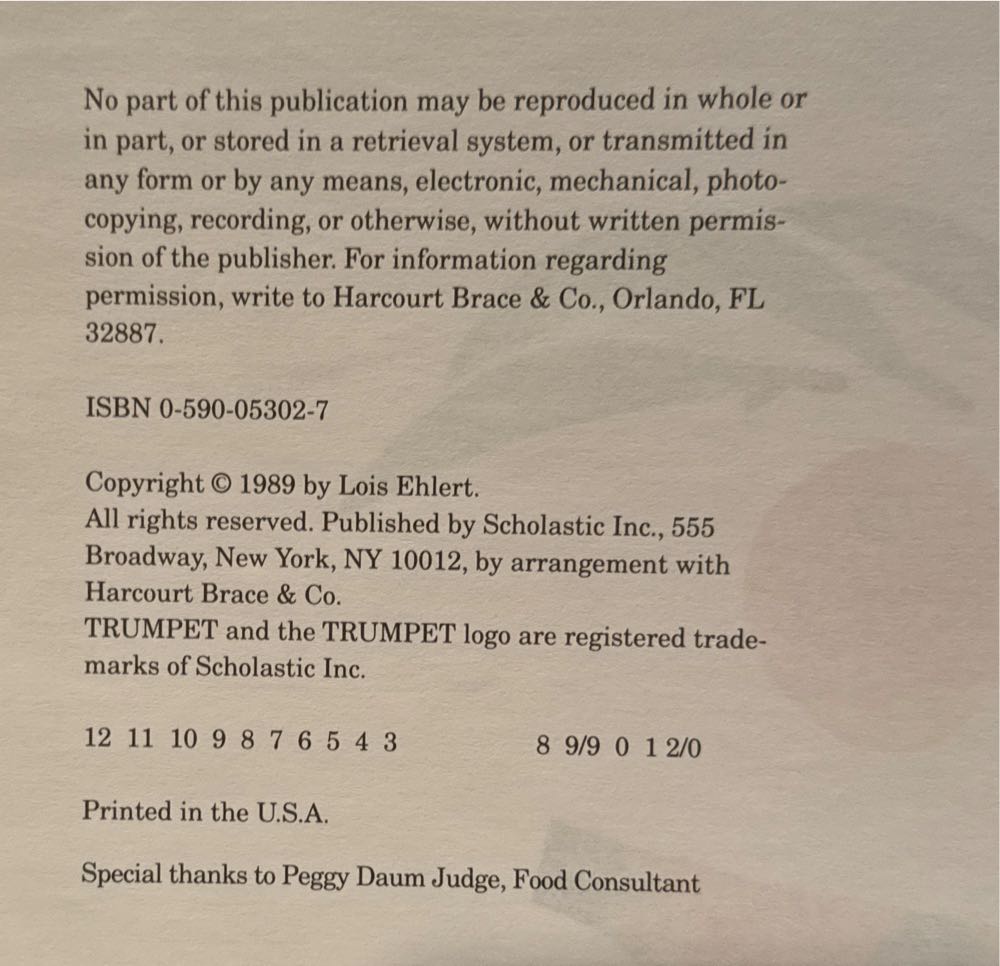 No part of this publication may be reproduced in whole or
in part, or stored in a retrieval system, or transmitted in
any form or by any means, electronic, mechanical, photo-
copying, recording, or otherwise, without written permis-
sion of the publisher. For information regarding
permission, write to Harcourt Brace & Co., Orlando, FL
32887.
ISBN 0-590-05302-7
Copyright © 1989 by Lois Ehlert.
All rights reserved. Published by Scholastic Inc., 555
Broadway, New York, NY 10012, by arrangement with
Harcourt Brace & Co.
TRUMPET and the TRUMPET logo are registered trade-
marks of Scholastic Inc.
12 11 10 9 8 7 6 5 4 3 8 9/9 0 1 2/0
Printed in the U.S.A.
Special thanks to Peggy Daum Judge, Food Consultant